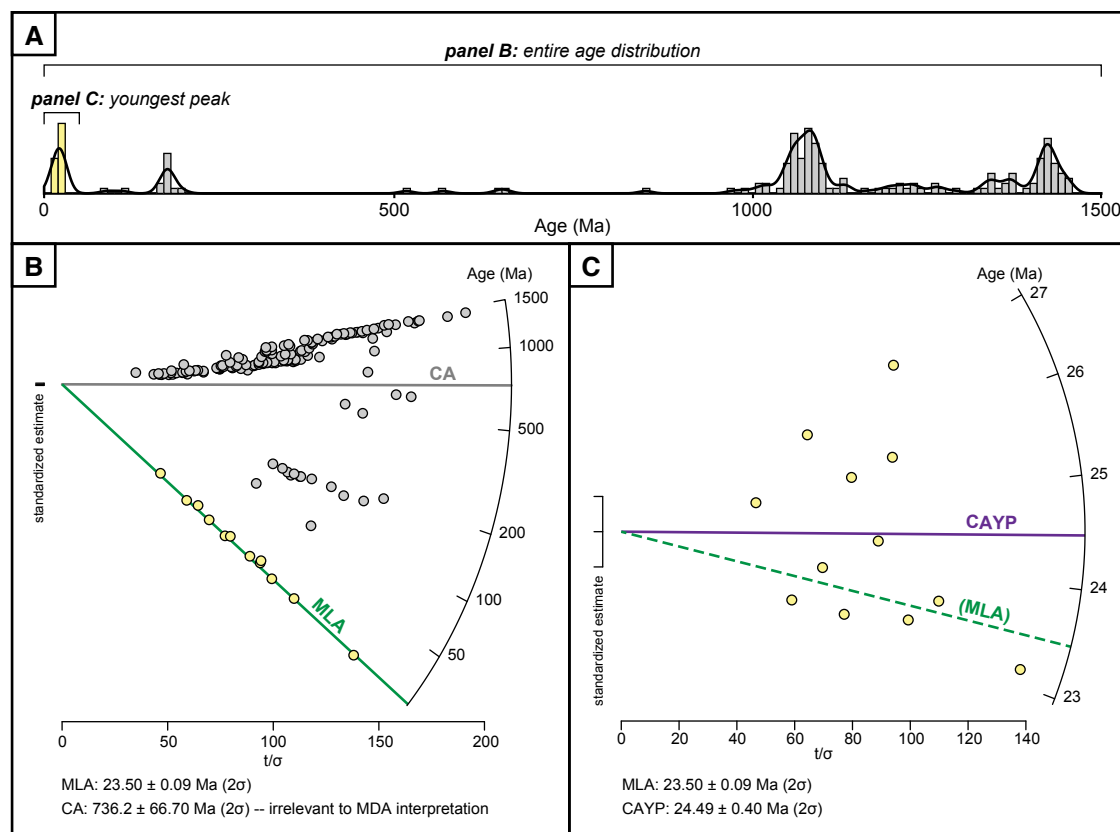 A
panel B: entire age distribution
panel C: youngest peak
0 500 1000 1500
Age (Ma)
B
Age (Ma)
1500
1000
CA
500
standardized estimate
200
MLA
100
50
0 50 100 150 200
t/σ
MLA: 23.50 ± 0.09 Ma (2σ)
CA: 736.2 ± 66.70 Ma (2σ) -- irrelevant to MDA interpretation
C
Age (Ma)
27
26
25
CAYP
24
(MLA)
standardized estimate
23
0 20 40 60 80 100 120 140
t/σ
MLA: 23.50 ± 0.09 Ma (2σ)
CAYP: 24.49 ± 0.40 Ma (2σ)